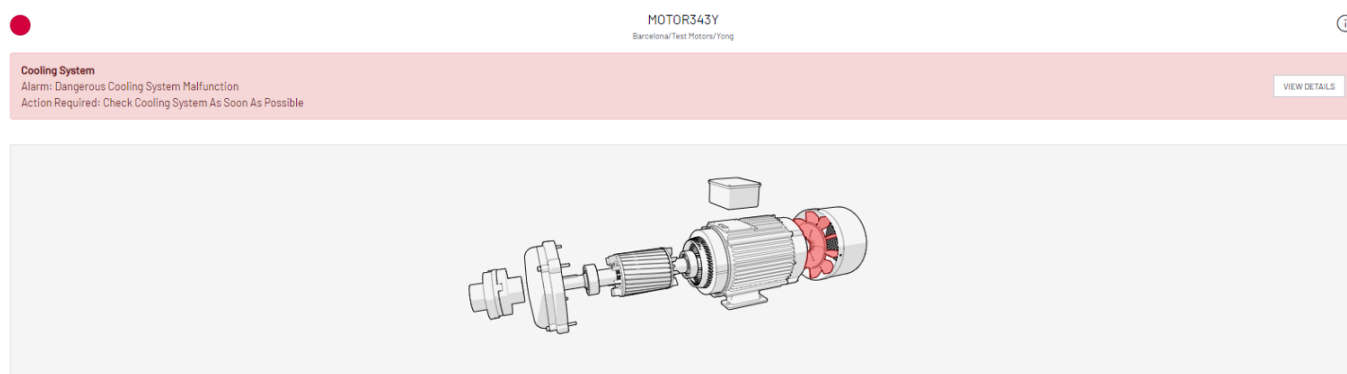 MOTOR343Y
Barcelona/Test Motors/Yong
Cooling System
Alarm: Dangerous Cooling System Malfunction
Action Required: Check Cooling System As Soon As Possible
VIEW DETAILS